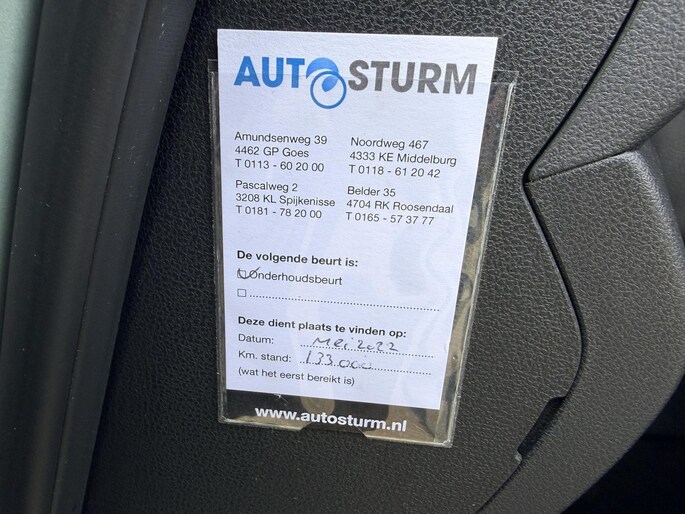 AUTOSTURM
Amundsenweg 39
4462 GP Goes
T 0113 - 60 20 00
Noordweg 467
4333 KE Middelburg
T 0118 - 61 20 42
Pascalweg 2
3208 KL Spijkenisse
T 0181 - 78 20 00
Belder 35
4704 RK Roosendaal
T 0165 - 57 37 77
De volgende beurt is:
Onderhoudsbeurt
Deze dient plaats te vinden op:
Datum: Mei 2022
Km. stand: 133.000
(wat het eerst bereikt is)
www.autosturm.nl